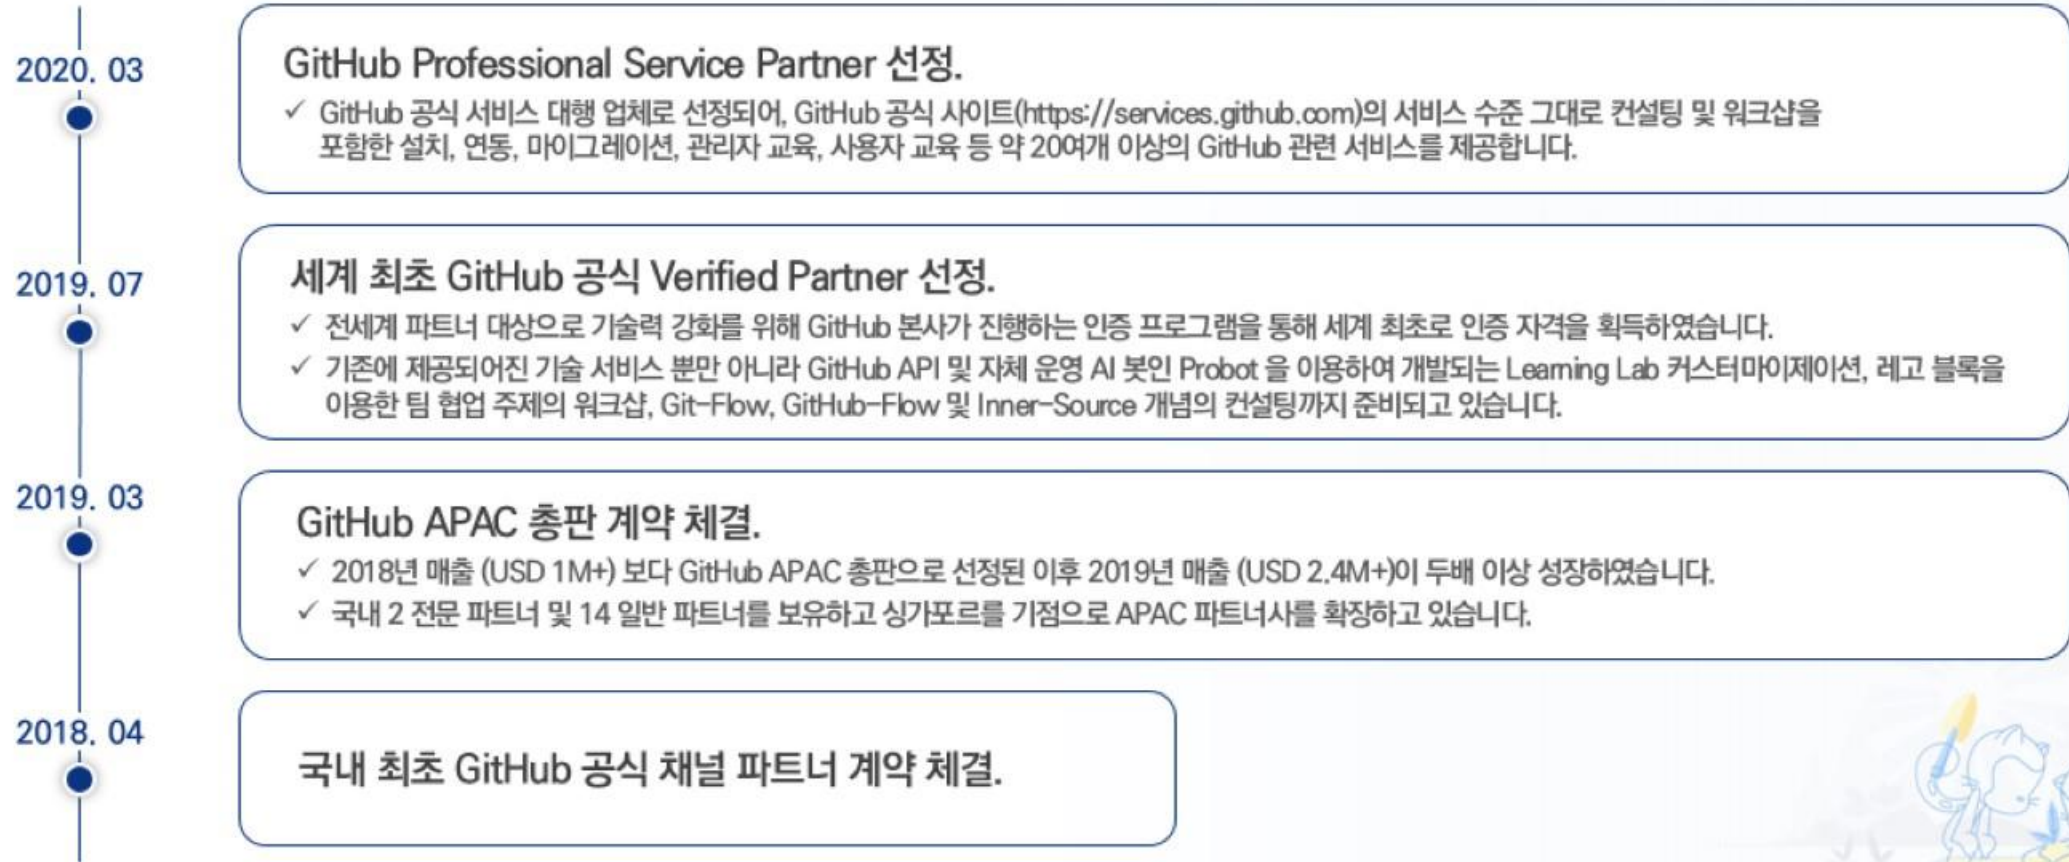 2020. 03
GitHub Professional Service Partner 선정.
✓ GitHub 공식 서비스 대행 업체로 선정되어, GitHub 공식 사이트(https://services.github.com)의 서비스 수준 그대로 컨설팅 및 워크샵을
포함한 설치, 연동, 마이그레이션, 관리자 교육, 사용자 교육 등 약 20여개 이상의 GitHub 관련 서비스를 제공합니다.
2019. 07
세계 최초 GitHub 공식 Verified Partner 선정.
✓ 전세계 파트너 대상으로 기술력 강화를 위해 GitHub 본사가 진행하는 인증 프로그램을 통해 세계 최초로 인증 자격을 획득하였습니다.
✓ 기존에 제공되어진 기술 서비스 뿐만 아니라 GitHub API 및 자체 운영 AI 봇인 Probot 을 이용하여 개발되는 Learning Lab 커스터마이제이션, 레고 블록을
이용한 팀 협업 주제의 워크샵, Git-Flow, GitHub-Flow 및 Inner-Source 개념의 컨설팅까지 준비되고 있습니다.
2019. 03
GitHub APAC 총판 계약 체결.
✓ 2018년 매출 (USD 1M+) 보다 GitHub APAC 총판으로 선정된 이후 2019년 매출 (USD 2.4M+)이 두배 이상 성장하였습니다.
✓ 국내 2 전문 파트너 및 14 일반 파트너를 보유하고 싱가포르를 기점으로 APAC 파트너사를 확장하고 있습니다.
2018. 04
국내 최초 GitHub 공식 채널 파트너 계약 체결.